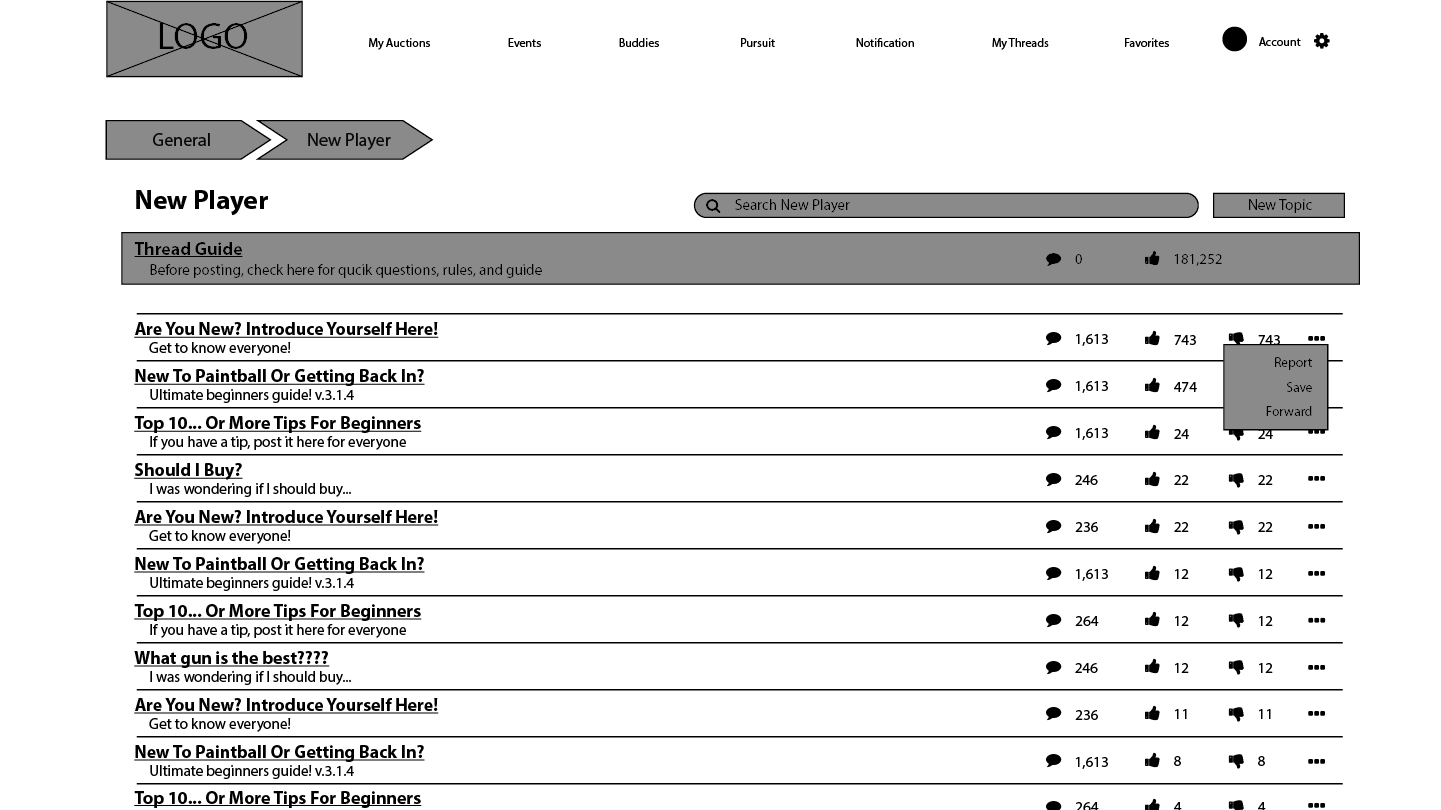 LOGO
My Auctions
Events
Buddies
Pursuit
Notification
My Threads
Favorites
Account
General
New Player
New Player
Search New Player
New Topic
Thread Guide
Before posting, check here for qucik questions, rules, and guide
0 181,252
Are You New? Introduce Yourself Here!
Get to know everyone!
1,613 743 743
Report
Save
Forward
New To Paintball Or Getting Back In?
Ultimate beginners guide! v.3.1.4
1,613 474
Top 10... Or More Tips For Beginners
If you have a tip, post it here for everyone
1,613 24 24
Should I Buy?
I was wondering if I should buy...
246 22 22
Are You New? Introduce Yourself Here!
Get to know everyone!
236 22 22
New To Paintball Or Getting Back In?
Ultimate beginners guide! v.3.1.4
1,613 12 12
Top 10... Or More Tips For Beginners
If you have a tip, post it here for everyone
264 12 12
What gun is the best????
I was wondering if I should buy...
246 12 12
Are You New? Introduce Yourself Here!
Get to know everyone!
236 11 11
New To Paintball Or Getting Back In?
Ultimate beginners guide! v.3.1.4
1,613 8 8
Top 10... Or More Tips For Beginners
264 4 4